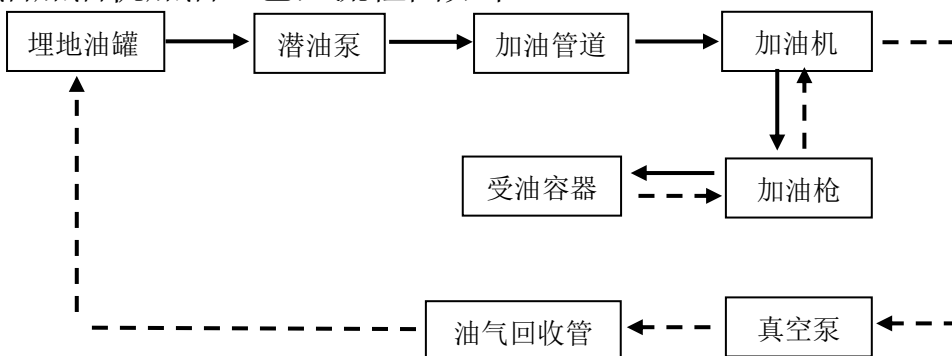 埋地油罐
潜油泵
加油管道
加油机
受油容器
加油枪
油气回收管
真空泵